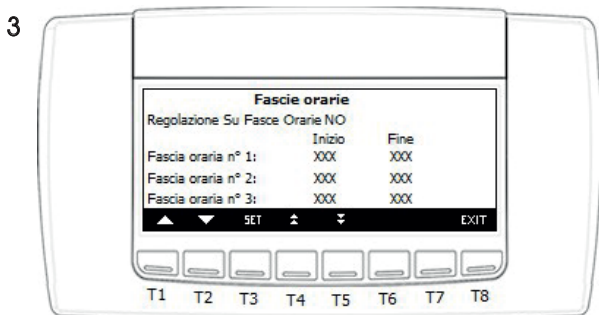 3
Fascie orarie
Regolazione Su Fasce Orarie NO
Inizio Fine
Fascia oraria n° 1: XXX XXX
Fascia oraria n° 2: XXX XXX
Fascia oraria n° 3: XXX XXX
SET EXIT
T1 T2 T3 T4 T5 T6 T7 T8